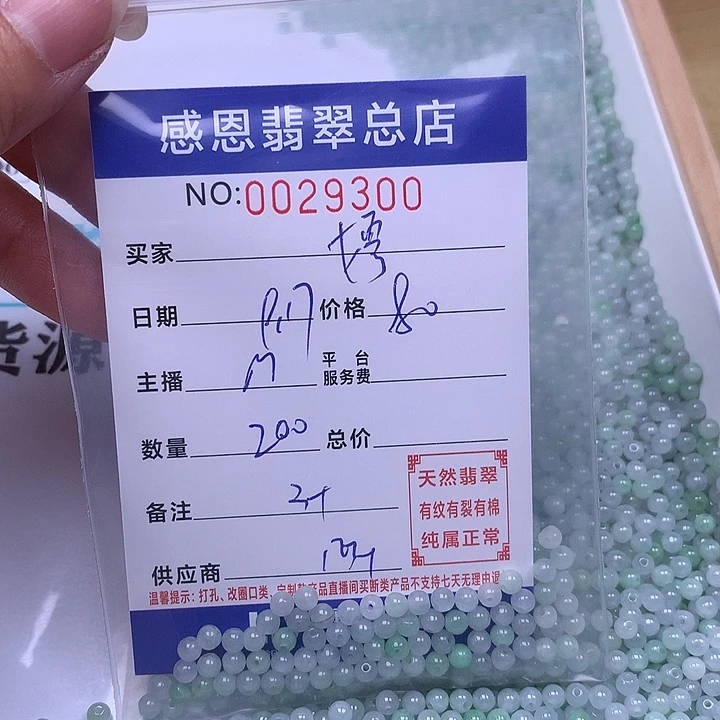 感恩翡翠总店
NO:0029300
买家
日期 价格 80
主播 M 平台服务费
数量 200 总价
备注
供应商
天然翡翠
有纹有裂有棉
纯属正常
温馨提示：打孔、改圈口类、定制款产品直播间买断类产品不支持七天无理由退
货源